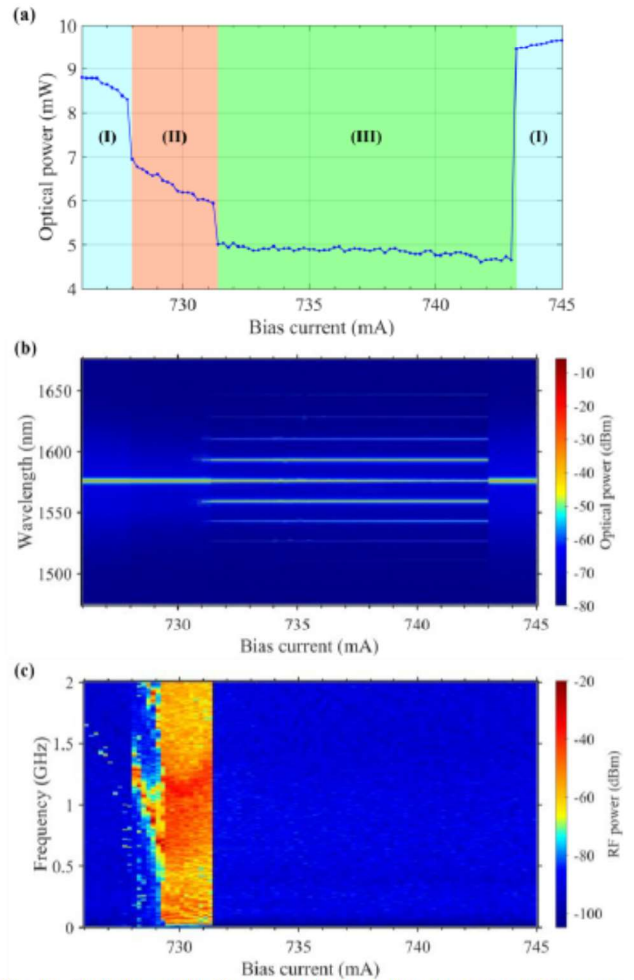 (a)
10
9
8
7
6
5
4
Optical power (mW)
(I)
(II)
(III)
(I)
730
735
740
745
Bias current (mA)
(b)
1650
1600
1550
1500
Wavelength (nm)
730
735
740
745
Bias current (mA)
-10
-20
-30
-40
-50
-60
-70
-80
Optical power (dBm)
(c)
2
1.5
1
0.5
0
Frequency (GHz)
730
735
740
745
Bias current (mA)
-20
-40
-60
-80
-100
RF power (dBm)